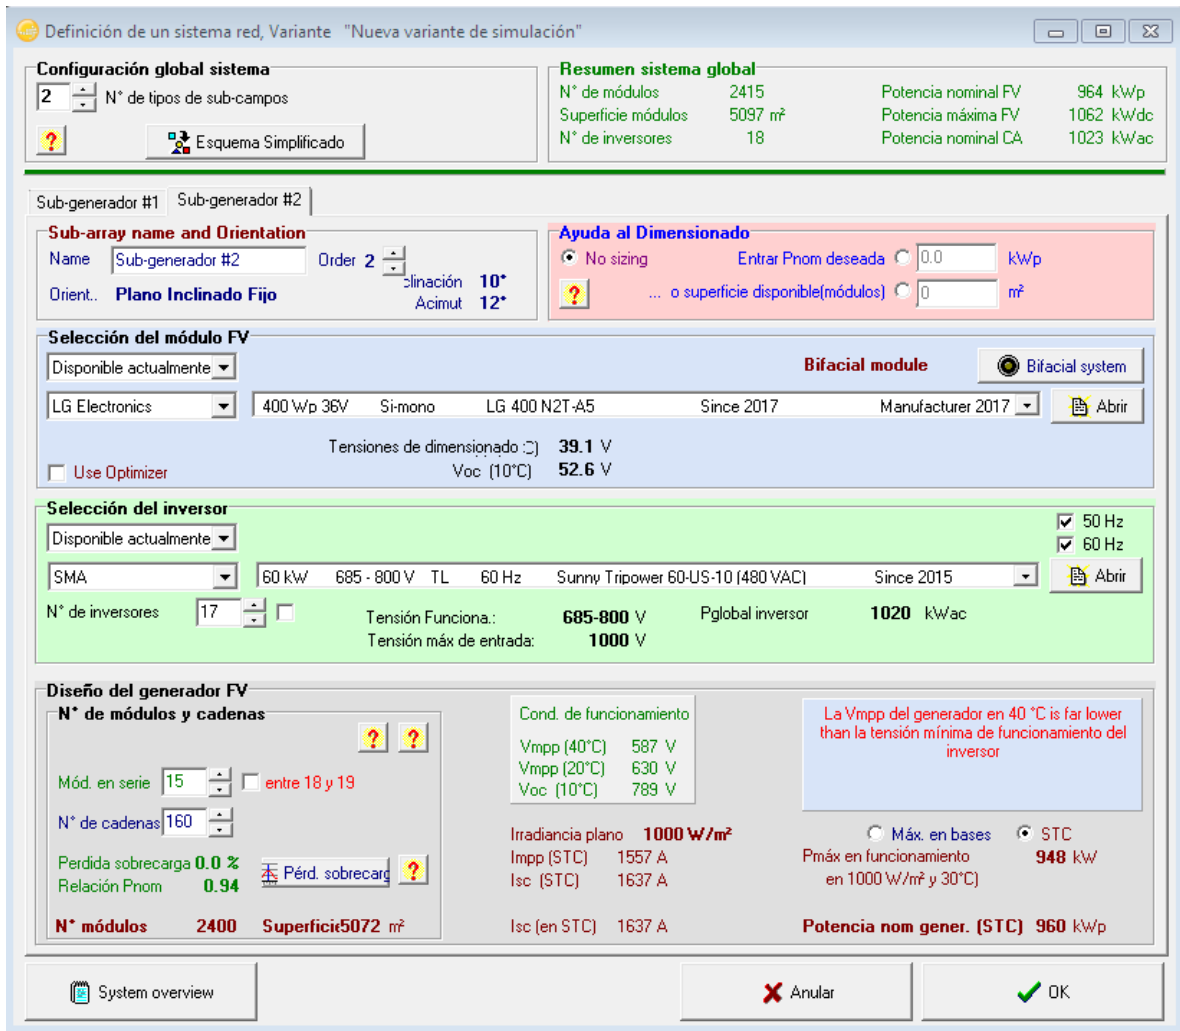 Definición de un sistema red, Variante "Nueva variante de simulación"
Configuración global sistema
2 N° de tipos de sub-campos
? Esquema Simplificado
Resumen sistema global
N° de módulos 2415 Potencia nominal FV 964 kWp
Superficie módulos 5097 m² Potencia máxima FV 1062 kWdc
N° de inversores 18 Potencia nominal CA 1023 kWac
Sub-generador #1 Sub-generador #2
Sub-array name and Orientation
Name Sub-generador #2 Order 2
Orient.. Plano Inclinado Fijo
clinación 10°
Acimut 12°
Ayuda al Dimensionado
No sizing Entrar Pnom deseada 0.0 kWp
? ... o superficie disponible(módulos) 0 m²
Selección del módulo FV
Disponible actualmente Bifacial module Bifacial system
LG Electronics 400 Wp 36V Si-mono LG 400 N2T-A5 Since 2017 Manufacturer 2017 Abrir
Tensiones de dimensionado :C) 39.1 V
Use Optimizer Voc (10°C) 52.6 V
Selección del inversor
Disponible actualmente 50 Hz
60 Hz
SMA 60 kW 685 - 800 V TL 60 Hz Sunny Tripower 60-US-10 (480 VAC) Since 2015 Abrir
N° de inversores 17 Tensión Funciona.: 685-800 V Pglobal inversor 1020 kWac
Tensión máx de entrada: 1000 V
Diseño del generador FV
N° de módulos y cadenas
? ?
Mód. en serie 15 entre 18 y 19
N° de cadenas 160
Perdida sobrecarga 0.0 % Pérd. sobrecarg ?
Relación Pnom 0.94
N° módulos 2400 Superficie 5072 m²
Cond. de funcionamiento
Vmpp (40°C) 587 V
Vmpp (20°C) 630 V
Voc (10°C) 789 V
Irradiancia plano 1000 W/m²
Impp (STC) 1557 A
Isc (STC) 1637 A
Isc (en STC) 1637 A
La Vmpp del generador en 40 °C is far lower
than la tensión mínima de funcionamiento del
inversor
Máx. en bases STC
Pmáx en funcionamiento 948 kW
en 1000 W/m² y 30°C)
Potencia nom gener. (STC) 960 kWp
System overview Anular OK